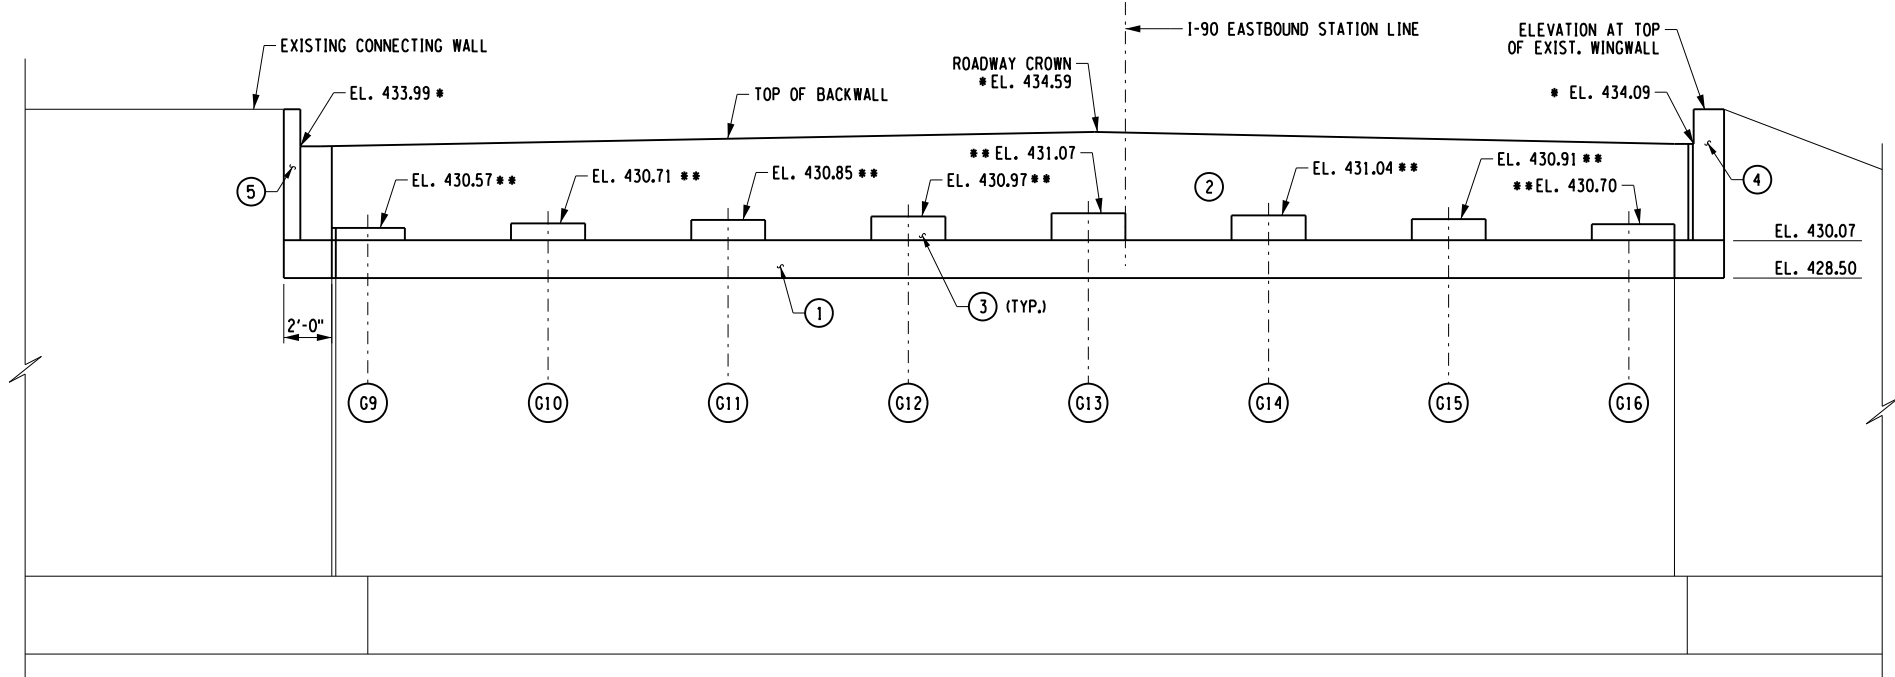 I-90 EASTBOUND STATION LINE
ELEVATION AT TOP
OF EXIST. WINGWALL
EXISTING CONNECTING WALL
ROADWAY CROWN
* EL. 434.59
EL. 433.99 *
TOP OF BACKWALL
* EL. 434.09
** EL. 431.07
EL. 430.57 **
EL. 430.71 **
EL. 430.85 **
EL. 430.97 **
EL. 431.04 **
EL. 430.91 **
** EL. 430.70
5
2
4
EL. 430.07
EL. 428.50
1
3 (TYP.)
2'-0"
G9
G10
G11
G12
G13
G14
G15
G16